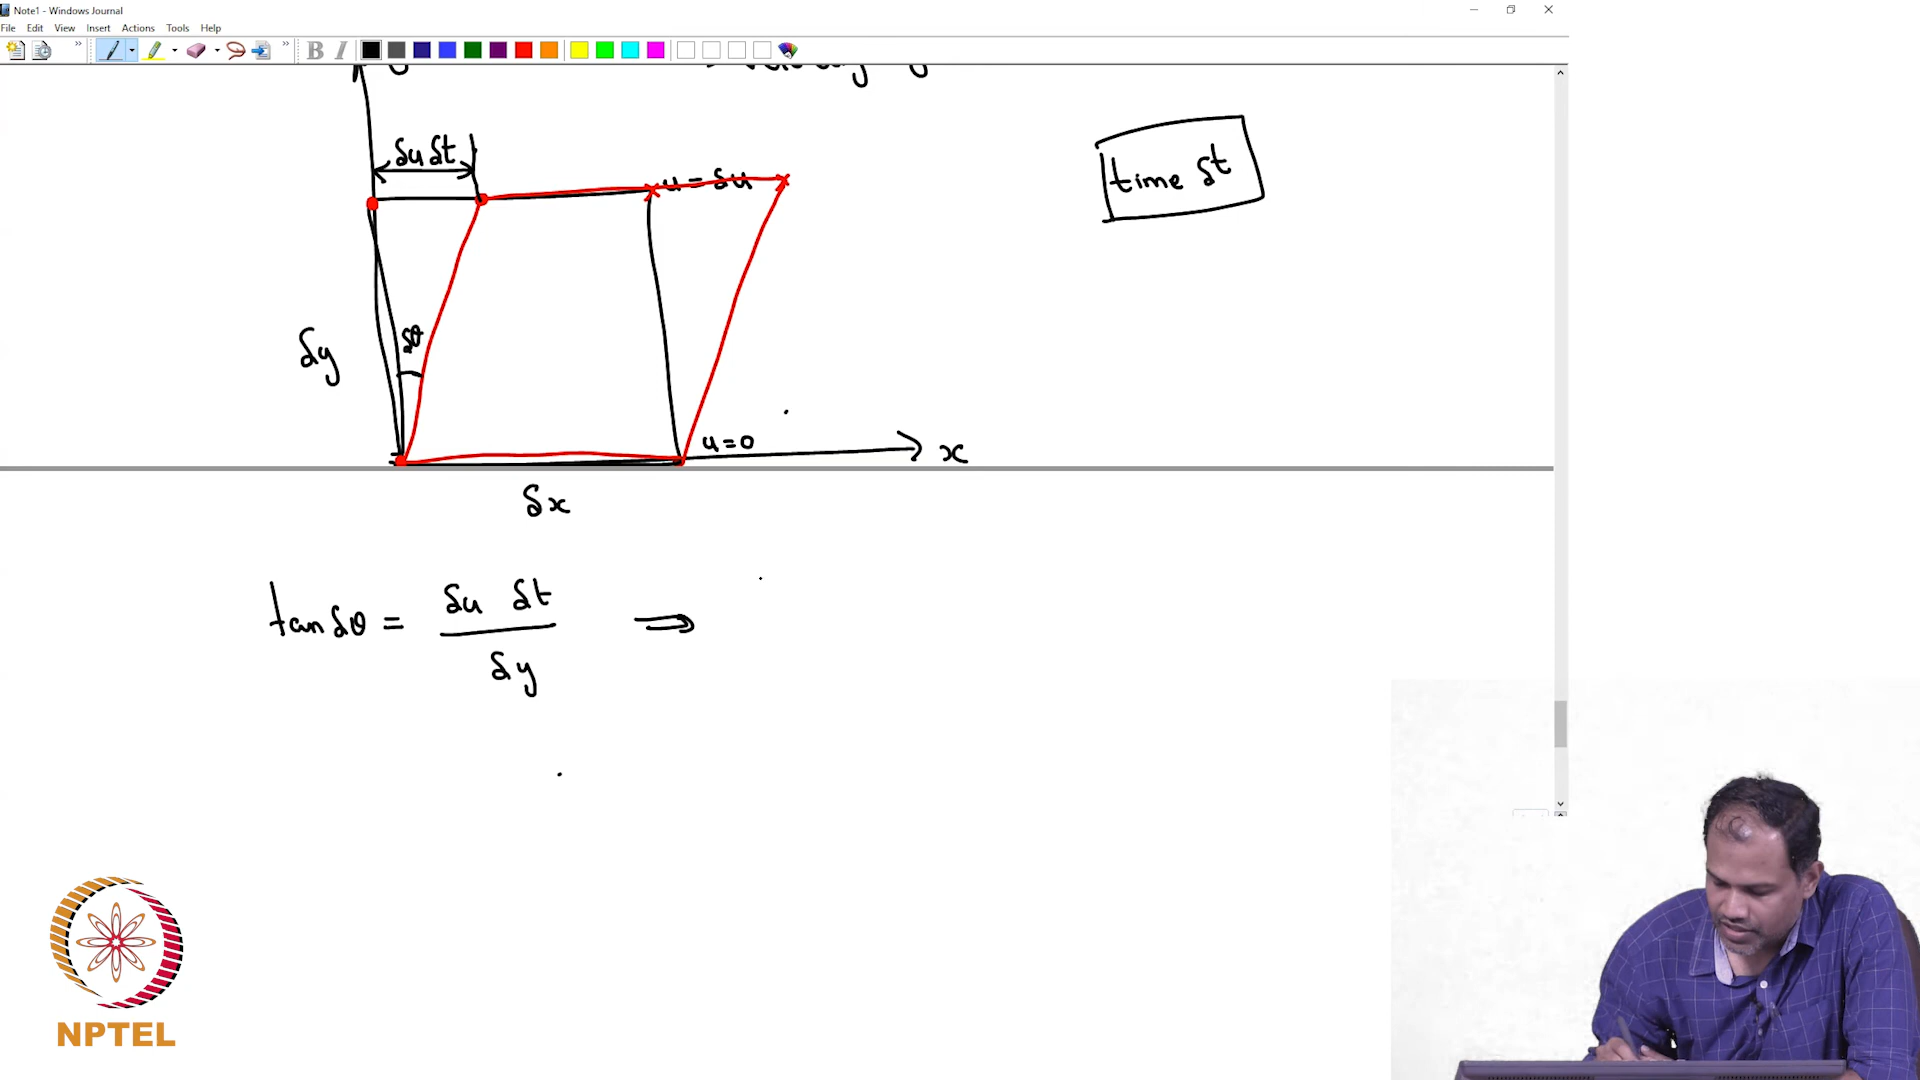 Note1 - Windows Journal
File Edit View Insert Actions Tools Help
B I
δu δt
u = δu
time δt
δθ
δy
u = 0
x
δx
tan δθ = δu δt / δy ⇒
NPTEL